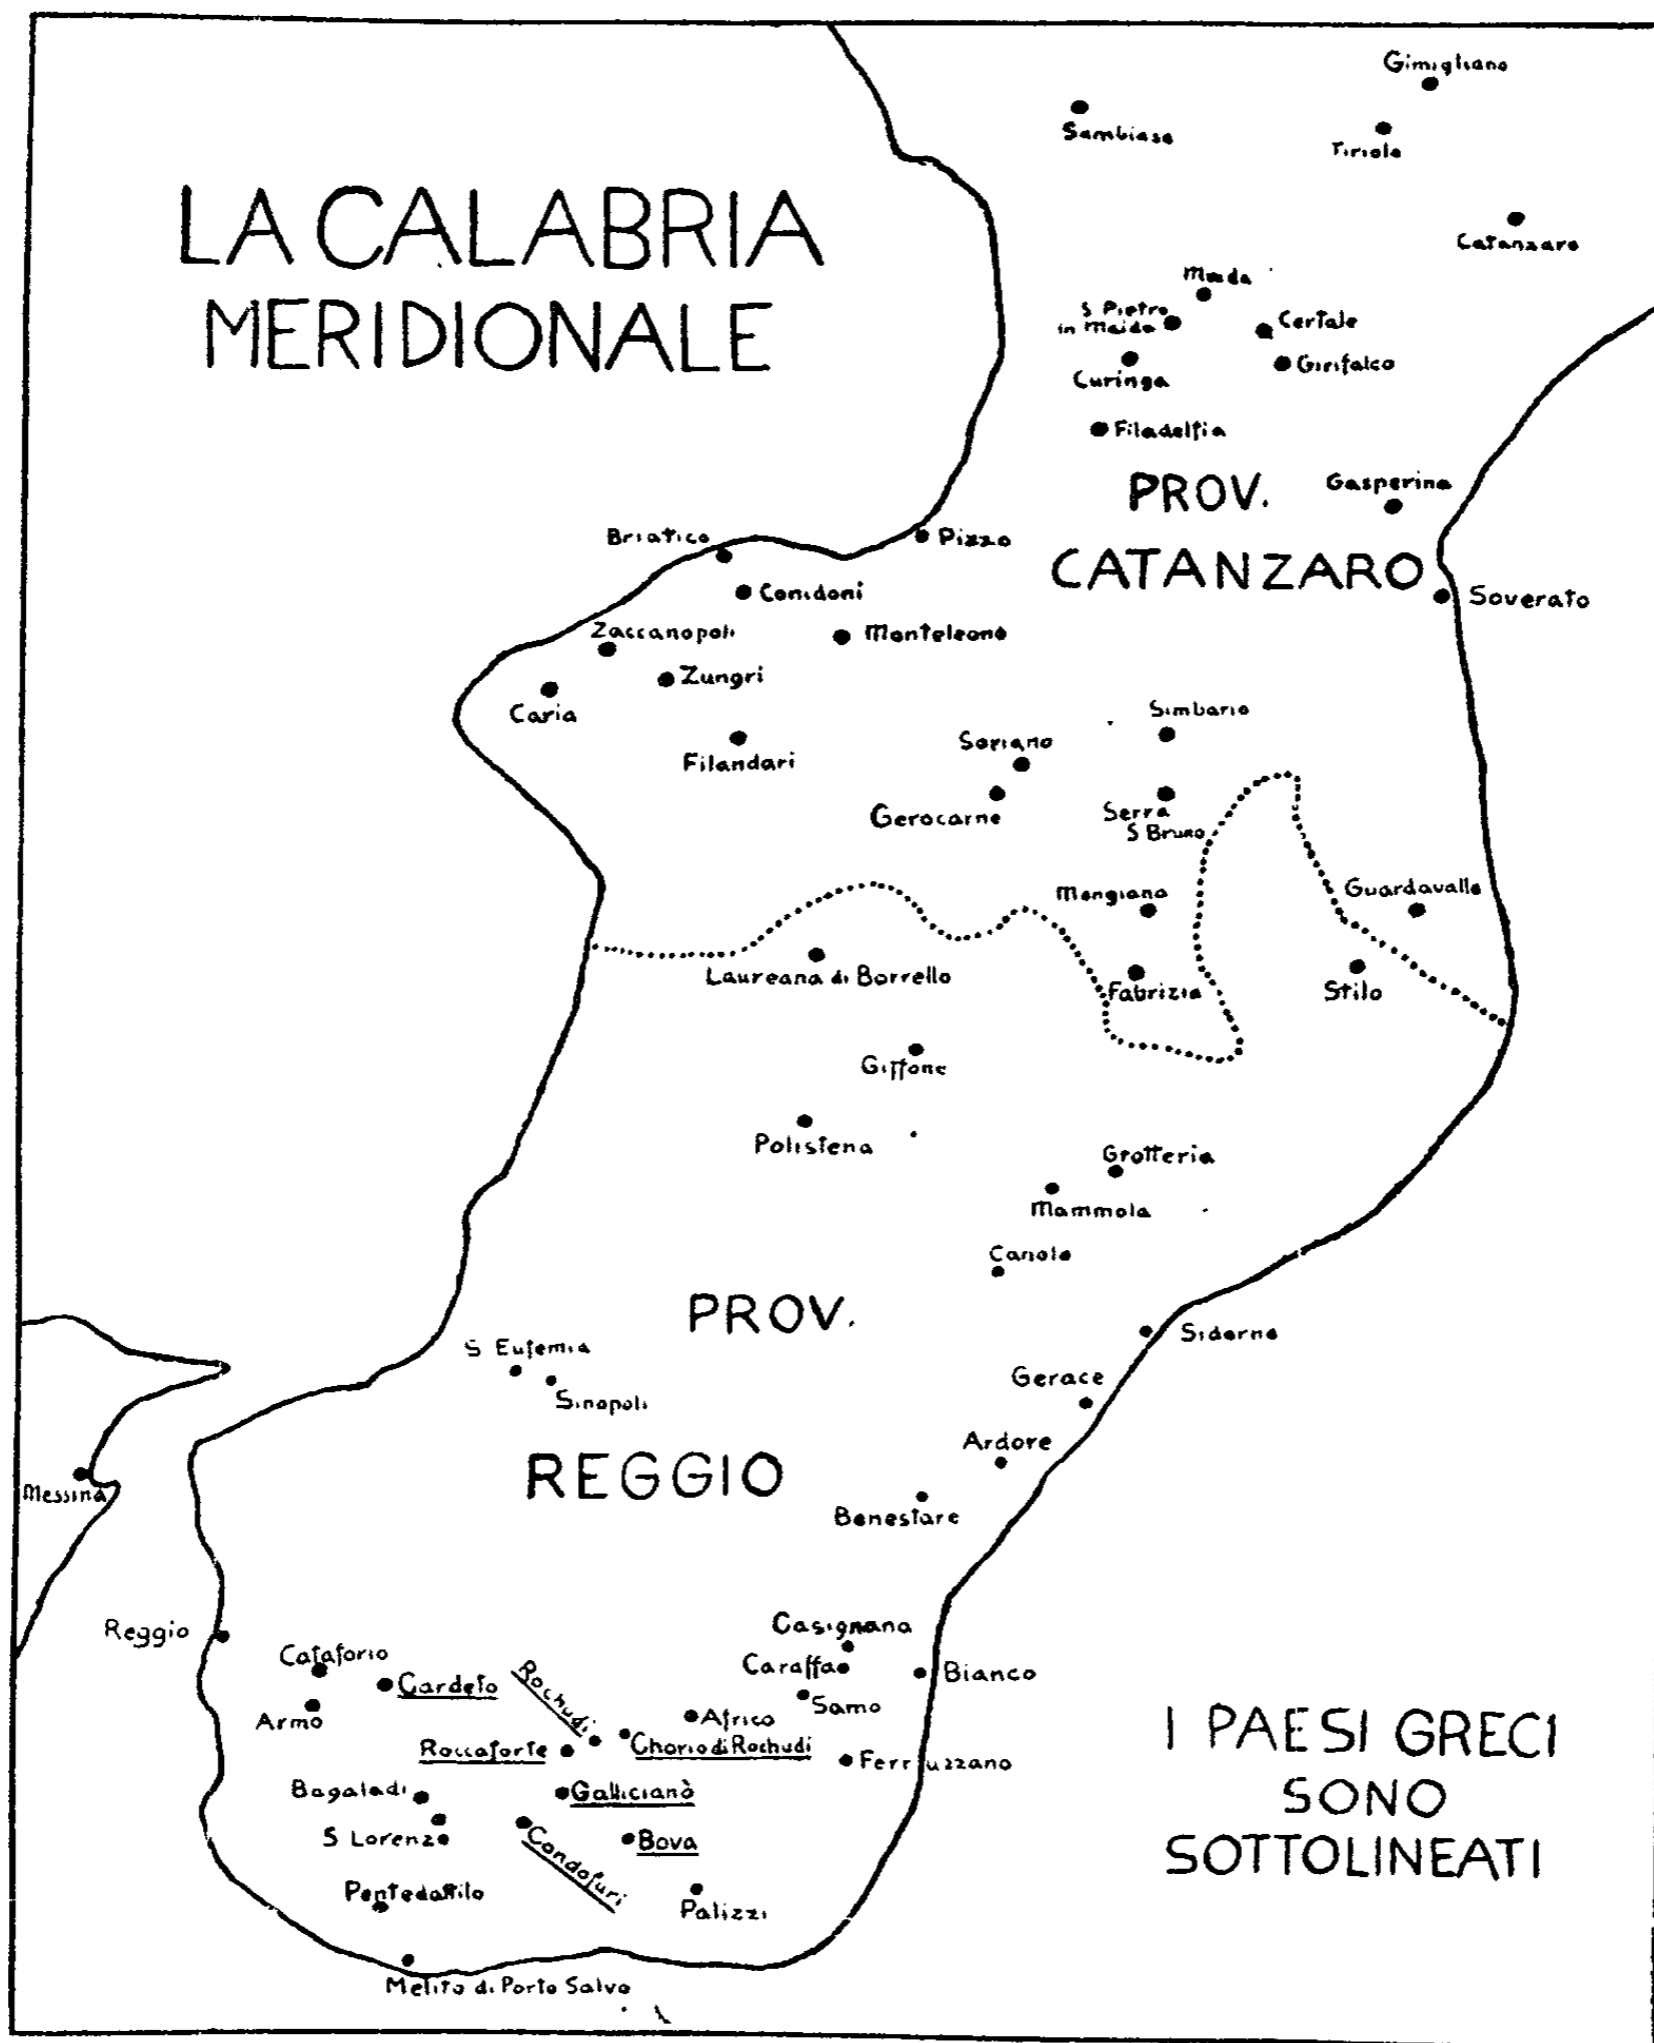 LA CALABRIA
MERIDIONALE
Gimigliano
Sambiase
Tiriolo
Catanzaro
Maida
S Pietro
in Maida
Cortale
Curinga
Girifalco
Filadelfia
PROV.
CATANZARO
Gasperina
Briatico
Pizzo
Conidoni
Soverato
Zaccanopoli
Monteleone
Zungri
Caria
Simbario
Filandari
Soriano
Gerocarne
Serra
S Bruno
Mongiana
Guardavalle
Laureana di Borrello
Fabrizia
Stilo
Giffone
Polistena
Grotteria
Mammola
Canolo
PROV.
REGGIO
S Eufemia
Sinopoli
Siderno
Gerace
Ardore
Benestare
Messina
Reggio
Casignana
Cataforio
Caraffa
Bianco
Cardeto
Rochudi
Samo
Armo
Africo
Roccaforte
Chorio di Rochudi
Ferruzzano
Bagaladi
Gallicianò
S Lorenzo
Condofuri
Bova
Pentedattilo
Palizzi
Melito di Porto Salvo
I PAESI GRECI
SONO
SOTTOLINEATI